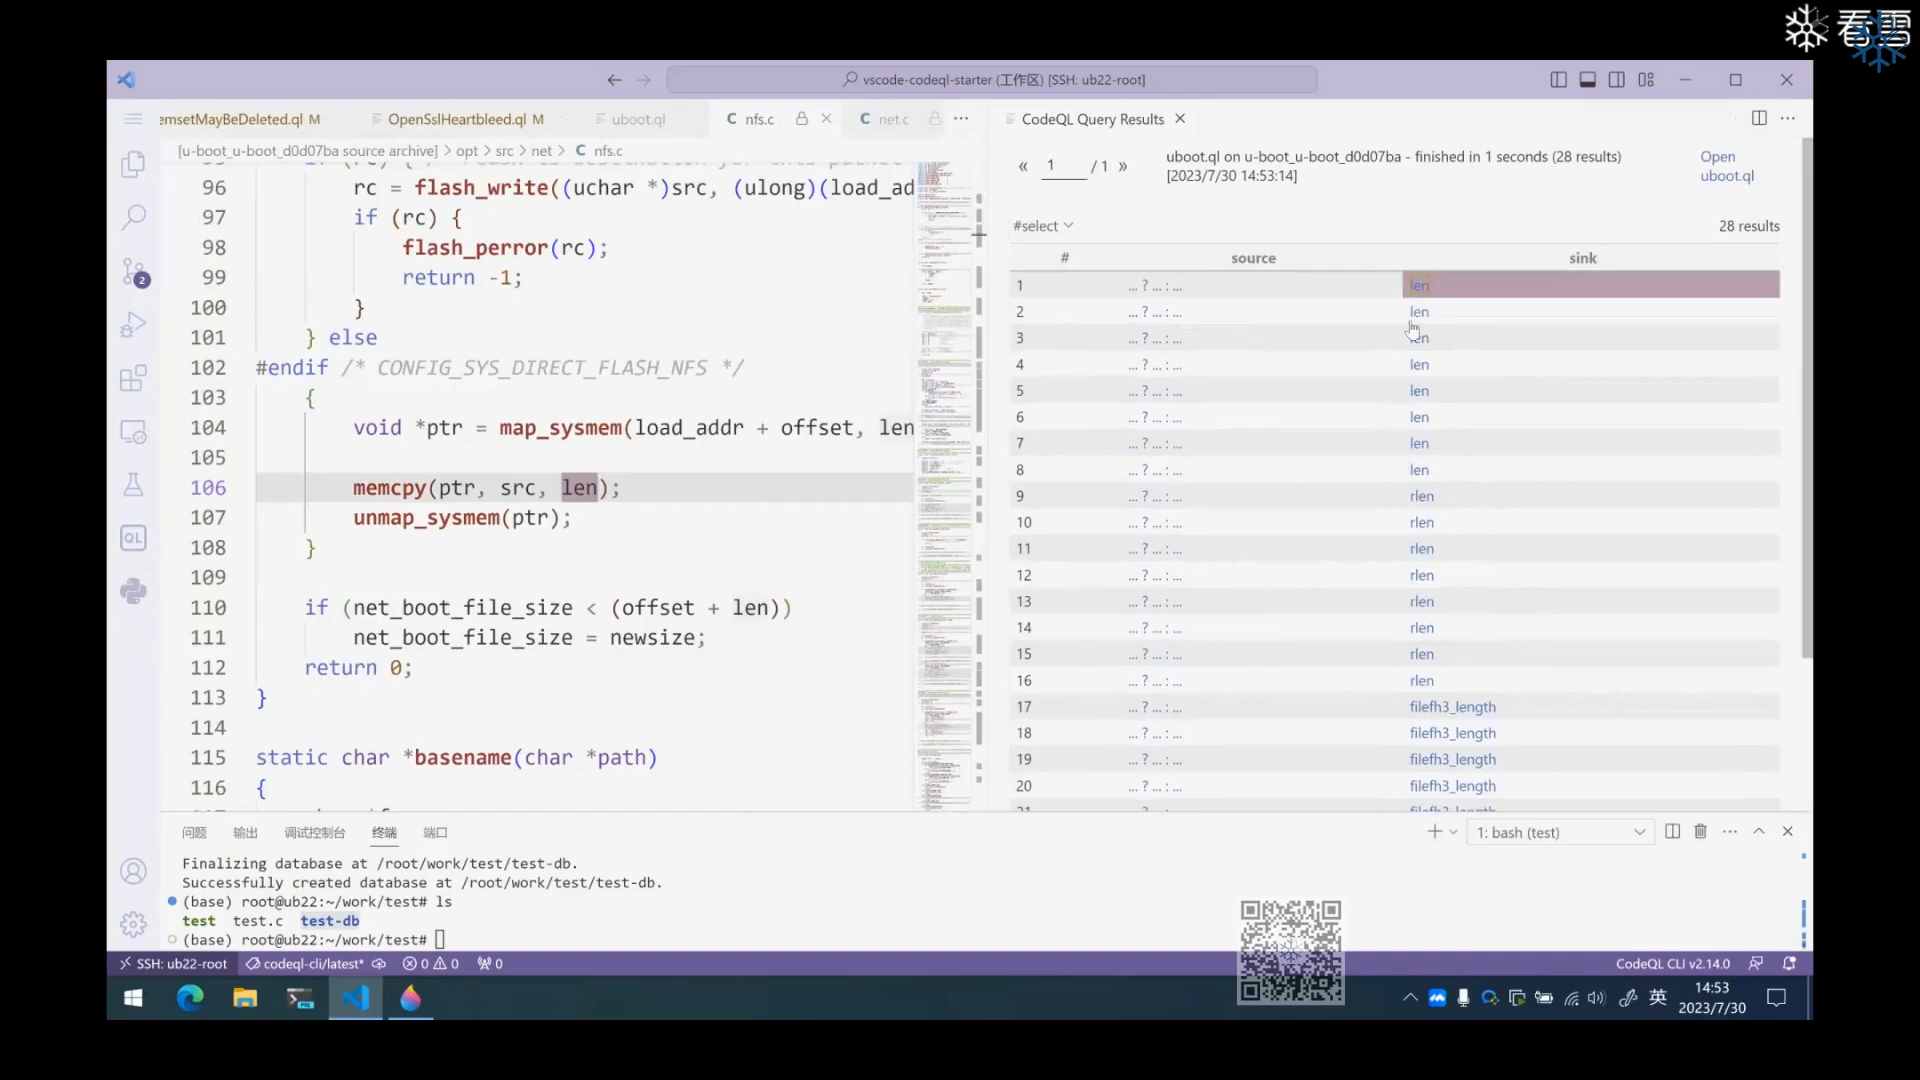 看雪
vscode-codeql-starter (工作区) [SSH: ub22-root]
emsetMayBeDeleted.ql M
OpenSslHeartbleed.ql M
uboot.ql
C nfs.c
C net.c
CodeQL Query Results
[u-boot_u-boot_d0d07ba source archive] > opt > src > net > C nfs.c
96 rc = flash_write((uchar *)src, (ulong)(load_ad
97 if (rc) {
98 flash_perror(rc);
99 return -1;
100 }
101 } else
102 #endif /* CONFIG_SYS_DIRECT_FLASH_NFS */
103 {
104 void *ptr = map_sysmem(load_addr + offset, len
105
106 memcpy(ptr, src, len);
107 unmap_sysmem(ptr);
108 }
109
110 if (net_boot_file_size < (offset + len))
111 net_boot_file_size = newsize;
112 return 0;
113 }
114
115 static char *basename(char *path)
116 {
« 1 / 1 »
uboot.ql on u-boot_u-boot_d0d07ba - finished in 1 seconds (28 results)
[2023/7/30 14:53:14]
Open
uboot.ql
#select
28 results
# source sink
1 ... ? ... : ... len
2 ... ? ... : ... len
3 ... ? ... : ... len
4 ... ? ... : ... len
5 ... ? ... : ... len
6 ... ? ... : ... len
7 ... ? ... : ... len
8 ... ? ... : ... len
9 ... ? ... : ... rlen
10 ... ? ... : ... rlen
11 ... ? ... : ... rlen
12 ... ? ... : ... rlen
13 ... ? ... : ... rlen
14 ... ? ... : ... rlen
15 ... ? ... : ... rlen
16 ... ? ... : ... rlen
17 ... ? ... : ... filefh3_length
18 ... ? ... : ... filefh3_length
19 ... ? ... : ... filefh3_length
20 ... ? ... : ... filefh3_length
21 ... ? ... : ... filefh3_length
2
QL
问题 输出 调试控制台 终端 端口
1: bash (test)
Finalizing database at /root/work/test/test-db.
Successfully created database at /root/work/test/test-db.
(base) root@ub22:~/work/test# ls
test test.c test-db
(base) root@ub22:~/work/test#
SSH: ub22-root codeql-cli/latest* 0 0 0
CodeQL CLI v2.14.0
英
14:53
2023/7/30